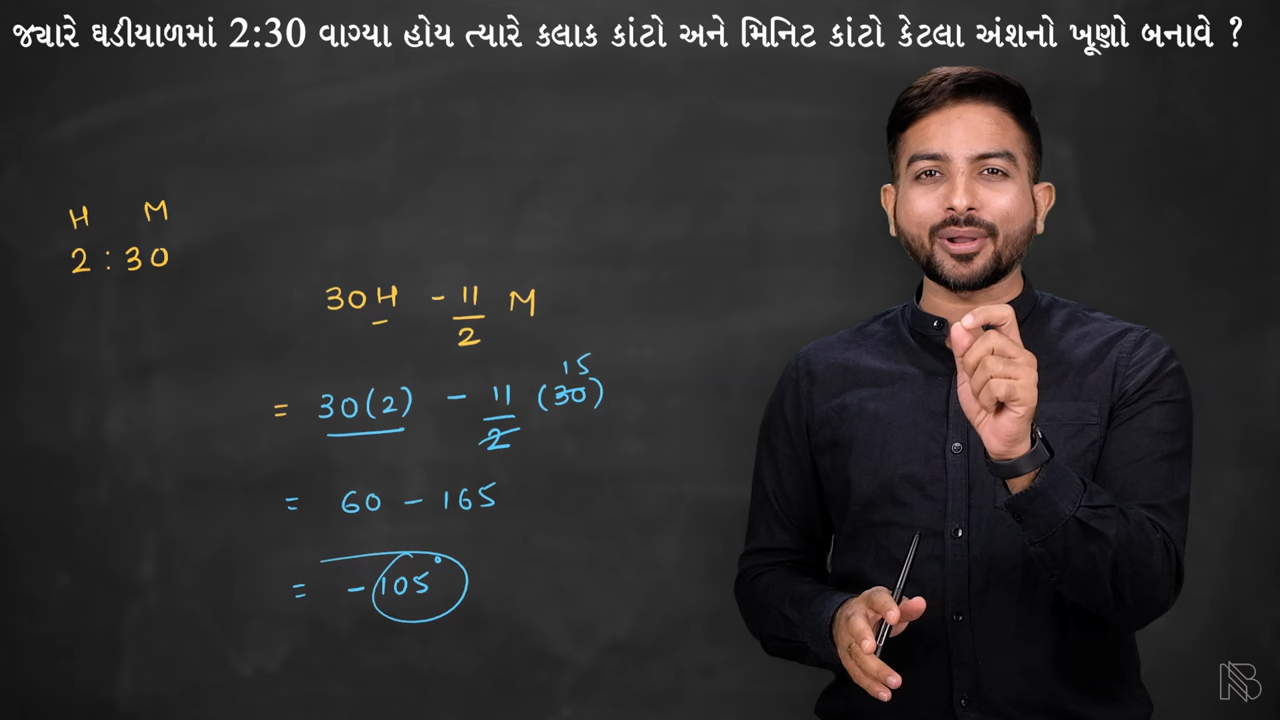 જ્યારે ઘડીયાળમાં 2:30 વાગ્યા હોય ત્યારે કલાક કાંટો અને મિનિટ કાંટો કેટલા અંશનો ખૂણો બનાવે ?
H M
2 : 30
30H - 11/2 M
= 30(2) - 11/2 (30) 15
= 60 - 165
= -105°
NB